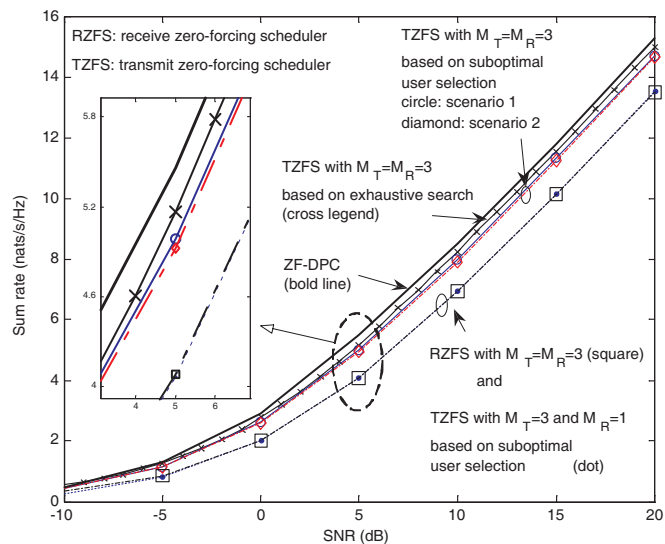 RZFS: receive zero-forcing scheduler
TZFS: transmit zero-forcing scheduler
TZFS with M_T=M_R=3
based on suboptimal
user selection
circle: scenario 1
diamond: scenario 2
TZFS with M_T=M_R=3
based on exhaustive search
(cross legend)
ZF-DPC
(bold line)
RZFS with M_T=M_R=3 (square)
and
TZFS with M_T=3 and M_R=1
based on suboptimal
user selection (dot)
5.8
5.2
4.6
4
4 5 6
16
14
12
10
8
6
4
2
0
-10 -5 0 5 10 15 20
Sum rate (nats/s/Hz)
SNR (dB)